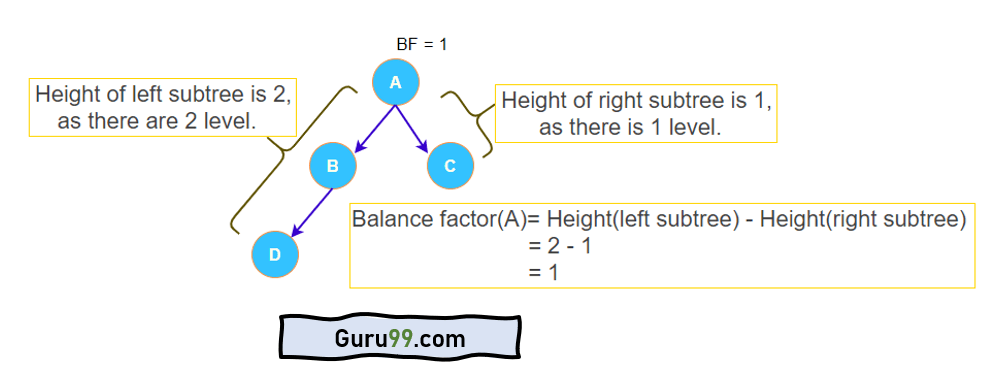 BF = 1
A
Height of left subtree is 2,
as there are 2 level.
Height of right subtree is 1,
as there is 1 level.
B
C
Balance factor(A)= Height(left subtree) - Height(right subtree)
= 2 - 1
= 1
D
Guru99.com